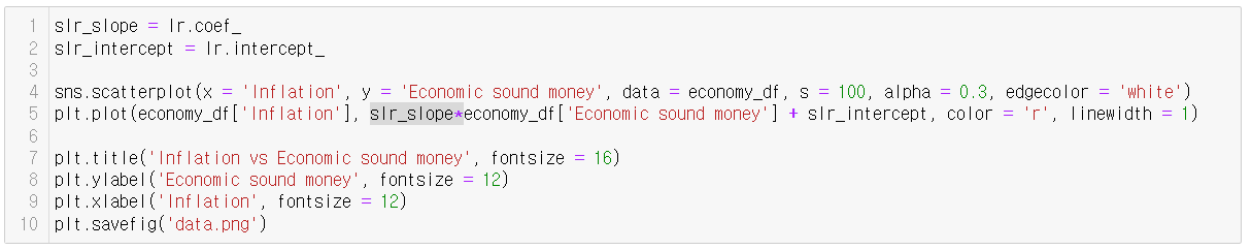 1 slr_slope = lr.coef_
2 slr_intercept = lr.intercept_
3
4 sns.scatterplot(x = 'Inflation', y = 'Economic sound money', data = economy_df, s = 100, alpha = 0.3, edgecolor = 'white')
5 plt.plot(economy_df['Inflation'], slr_slope*economy_df['Economic sound money'] + slr_intercept, color = 'r', linewidth = 1)
6
7 plt.title('Inflation vs Economic sound money', fontsize = 16)
8 plt.ylabel('Economic sound money', fontsize = 12)
9 plt.xlabel('Inflation', fontsize = 12)
10 plt.savefig('data.png')